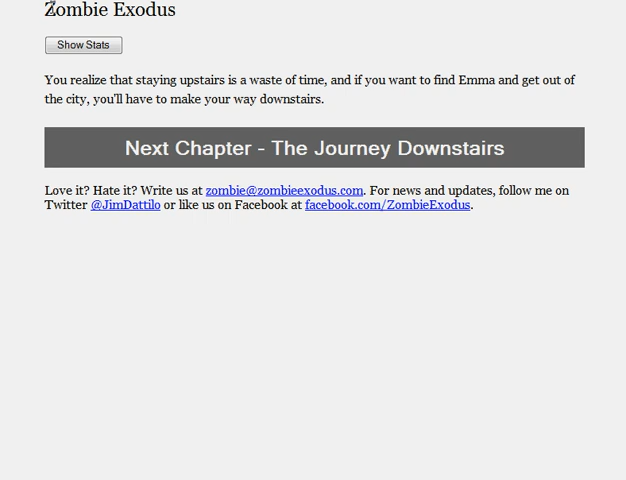 Zombie Exodus
Show Stats
You realize that staying upstairs is a waste of time, and if you want to find Emma and get out of
the city, you'll have to make your way downstairs.
Next Chapter - The Journey Downstairs
Love it? Hate it? Write us at zombie@zombieexodus.com. For news and updates, follow me on
Twitter @JimDattilo or like us on Facebook at facebook.com/ZombieExodus.